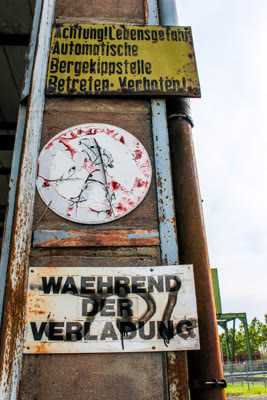 Achtung!Lebensgefahr
Automatische
Bergekippstelle
Betreten Verboten!
WAEHREND
DER
VERLADUNG